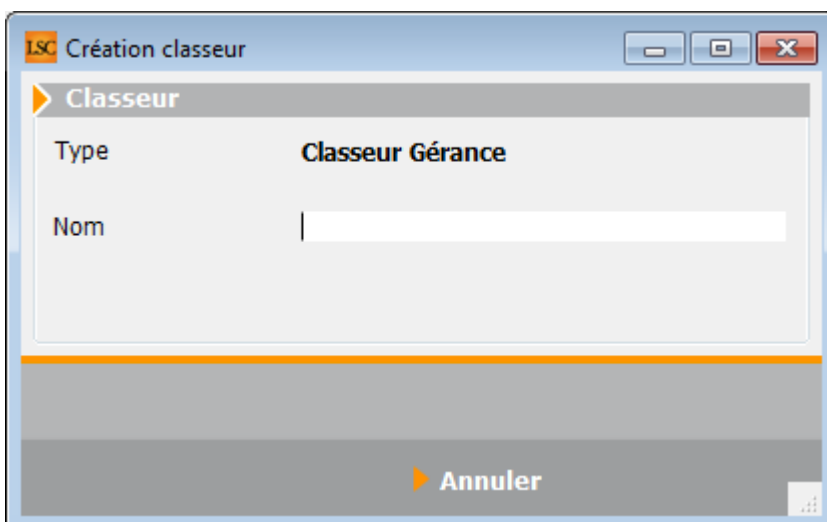 LSC Création classeur
Classeur
Type Classeur Gérance
Nom
Annuler